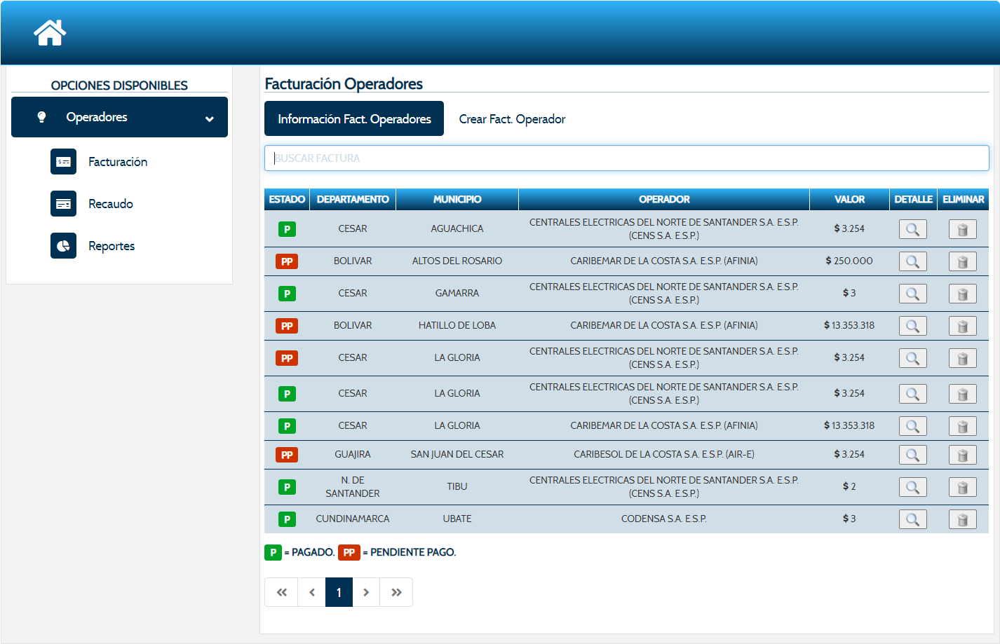 OPCIONES DISPONIBLES
Operadores
Facturación
Recaudo
Reportes
Facturación Operadores
Información Fact. Operadores Crear Fact. Operador
BUSCAR FACTURA
ESTADO DEPARTAMENTO MUNICIPIO OPERADOR VALOR DETALLE ELIMINAR
P CESAR AGUACHICA CENTRALES ELECTRICAS DEL NORTE DE SANTANDER S.A. E.S.P. (CENS S.A. E.S.P.) $ 3.254
PP BOLIVAR ALTOS DEL ROSARIO CARIBEMAR DE LA COSTA S.A. E.S.P. (AFINIA) $ 250.000
P CESAR GAMARRA CENTRALES ELECTRICAS DEL NORTE DE SANTANDER S.A. E.S.P. (CENS S.A. E.S.P.) $ 3
PP BOLIVAR HATILLO DE LOBA CARIBEMAR DE LA COSTA S.A. E.S.P. (AFINIA) $ 13.353.318
PP CESAR LA GLORIA CENTRALES ELECTRICAS DEL NORTE DE SANTANDER S.A. E.S.P. (CENS S.A. E.S.P.) $ 3.254
P CESAR LA GLORIA CENTRALES ELECTRICAS DEL NORTE DE SANTANDER S.A. E.S.P. (CENS S.A. E.S.P.) $ 3.254
P CESAR LA GLORIA CARIBEMAR DE LA COSTA S.A. E.S.P. (AFINIA) $ 13.353.318
PP GUAJIRA SAN JUAN DEL CESAR CARIBESOL DE LA COSTA S.A. E.S.P. (AIR-E) $ 3.254
P N. DE SANTANDER TIBU CENTRALES ELECTRICAS DEL NORTE DE SANTANDER S.A. E.S.P. (CENS S.A. E.S.P.) $ 2
P CUNDINAMARCA UBATE CODENSA S.A. E.S.P. $ 3
P = PAGADO. PP = PENDIENTE PAGO.
« ‹ 1 › »